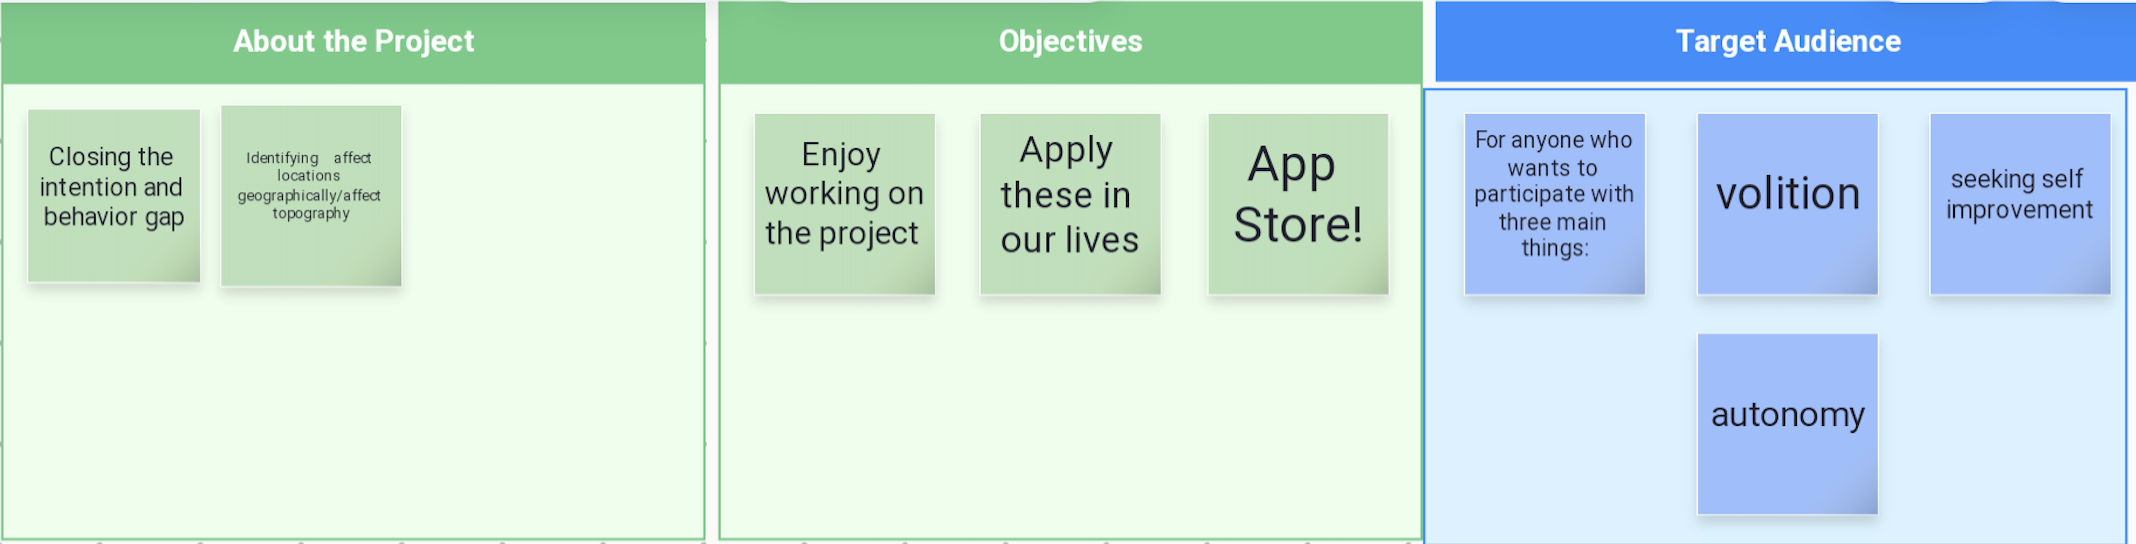 About the Project
Closing the
intention and
behavior gap
Identifying affect
locations
geographically/affect
topography
Objectives
Enjoy
working on
the project
Apply
these in
our lives
App
Store!
Target Audience
For anyone who
wants to
participate with
three main
things:
volition
seeking self
improvement
autonomy